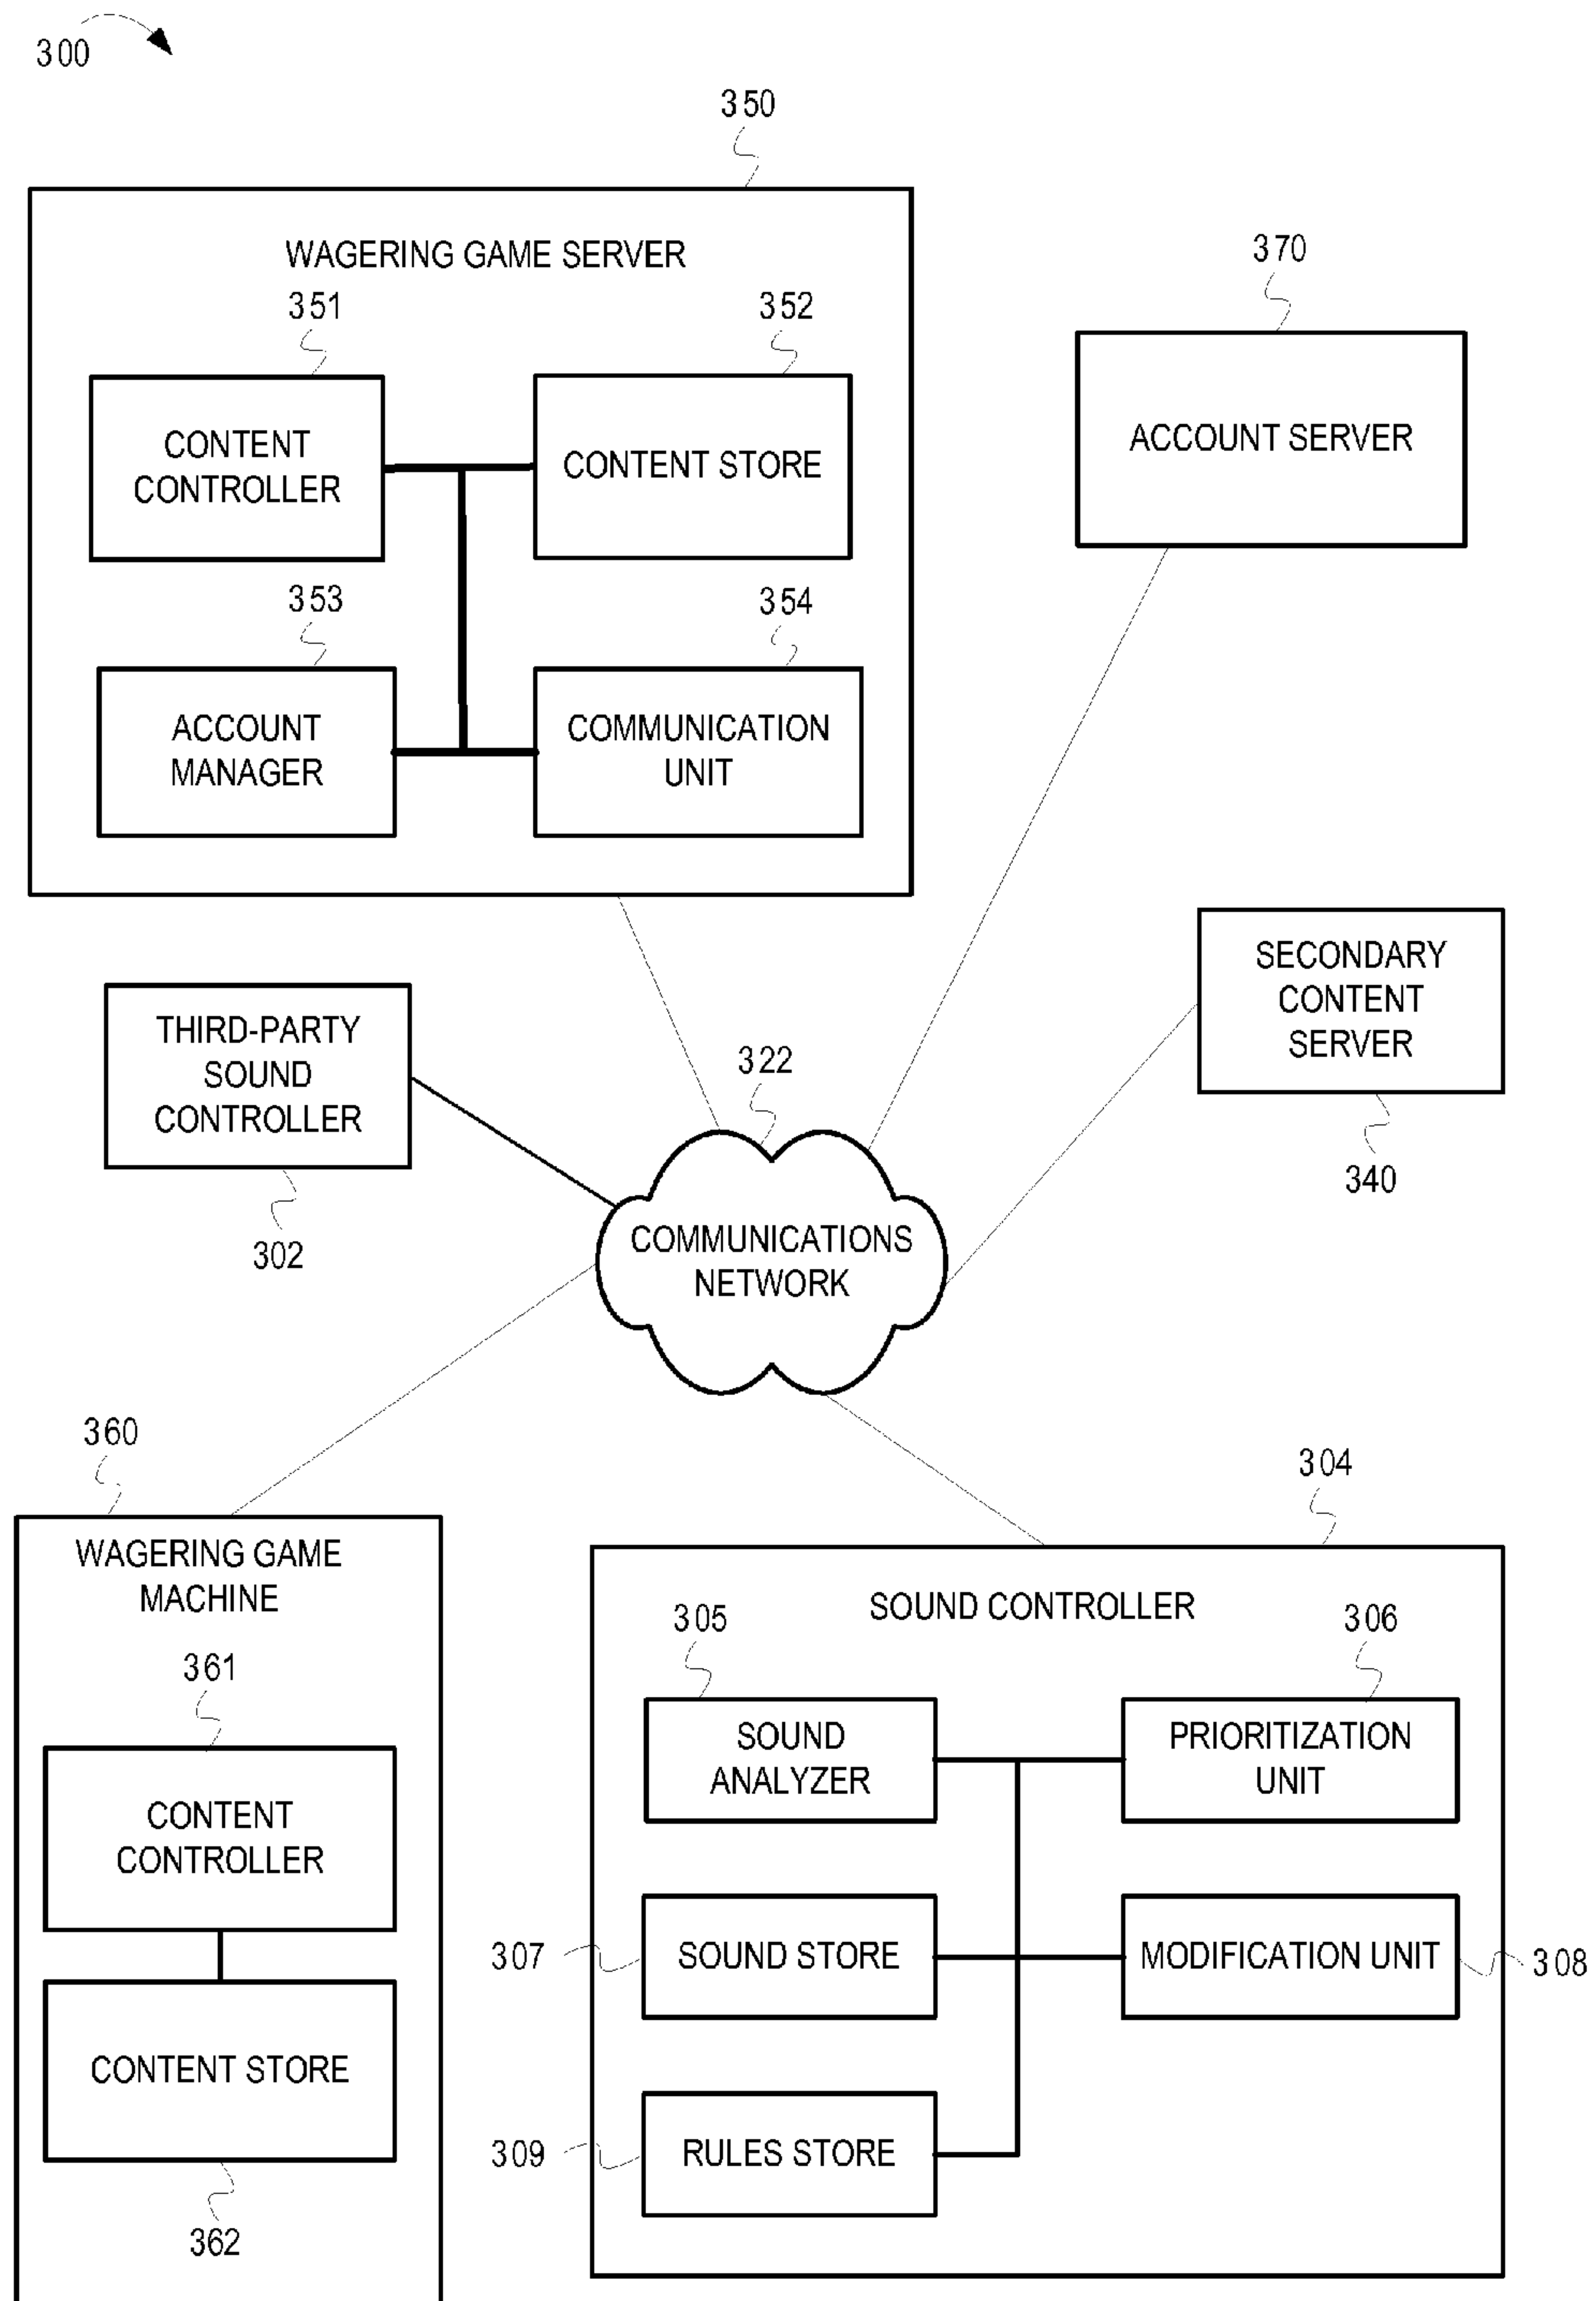 300
350
WAGERING GAME SERVER
351
352
CONTENT
CONTROLLER
CONTENT STORE
353
354
ACCOUNT
MANAGER
COMMUNICATION
UNIT
370
ACCOUNT SERVER
SECONDARY
CONTENT
SERVER
340
THIRD-PARTY
SOUND
CONTROLLER
302
322
COMMUNICATIONS
NETWORK
360
WAGERING GAME
MACHINE
361
CONTENT
CONTROLLER
CONTENT STORE
362
304
SOUND CONTROLLER
305
306
SOUND
ANALYZER
PRIORITIZATION
UNIT
307
SOUND STORE
MODIFICATION UNIT
308
309
RULES STORE